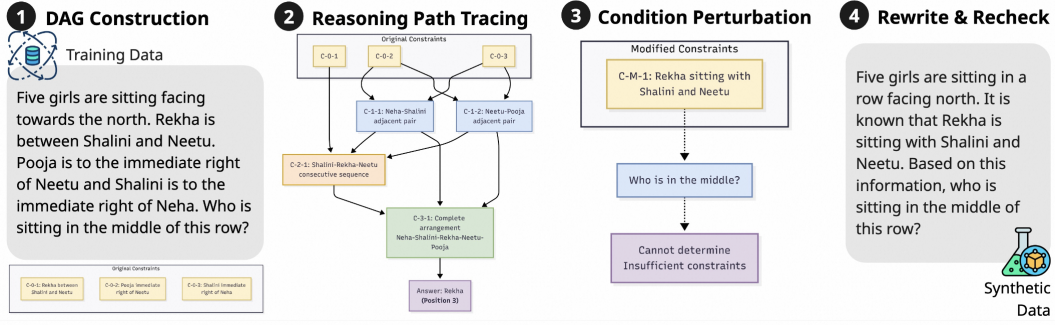 1 DAG Construction
Training Data
Five girls are sitting facing
towards the north. Rekha is
between Shalini and Neetu.
Pooja is to the immediate right
of Neetu and Shalini is to the
immediate right of Neha. Who is
sitting in the middle of this row?
Original Constraints
C-0-1: Rekha between
Shalini and Neetu
C-0-2: Pooja immediate
right of Neetu
C-0-3: Shalini immediate
right of Neha
2 Reasoning Path Tracing
Original Constraints
C-0-1
C-0-2
C-0-3
C-1-1: Neha-Shalini
adjacent pair
C-1-2: Neetu-Pooja
adjacent pair
C-2-1: Shalini-Rekha-Neetu
consecutive sequence
C-3-1: Complete
arrangement
Neha-Shalini-Rekha-Neetu-
Pooja
Answer: Rekha
(Position 3)
3 Condition Perturbation
Modified Constraints
C-M-1: Rekha sitting with
Shalini and Neetu
Who is in the middle?
Cannot determine
Insufficient constraints
4 Rewrite & Recheck
Five girls are sitting in a
row facing north. It is
known that Rekha is
sitting with Shalini and
Neetu. Based on this
information, who is
sitting in the middle of
this row?
Synthetic
Data